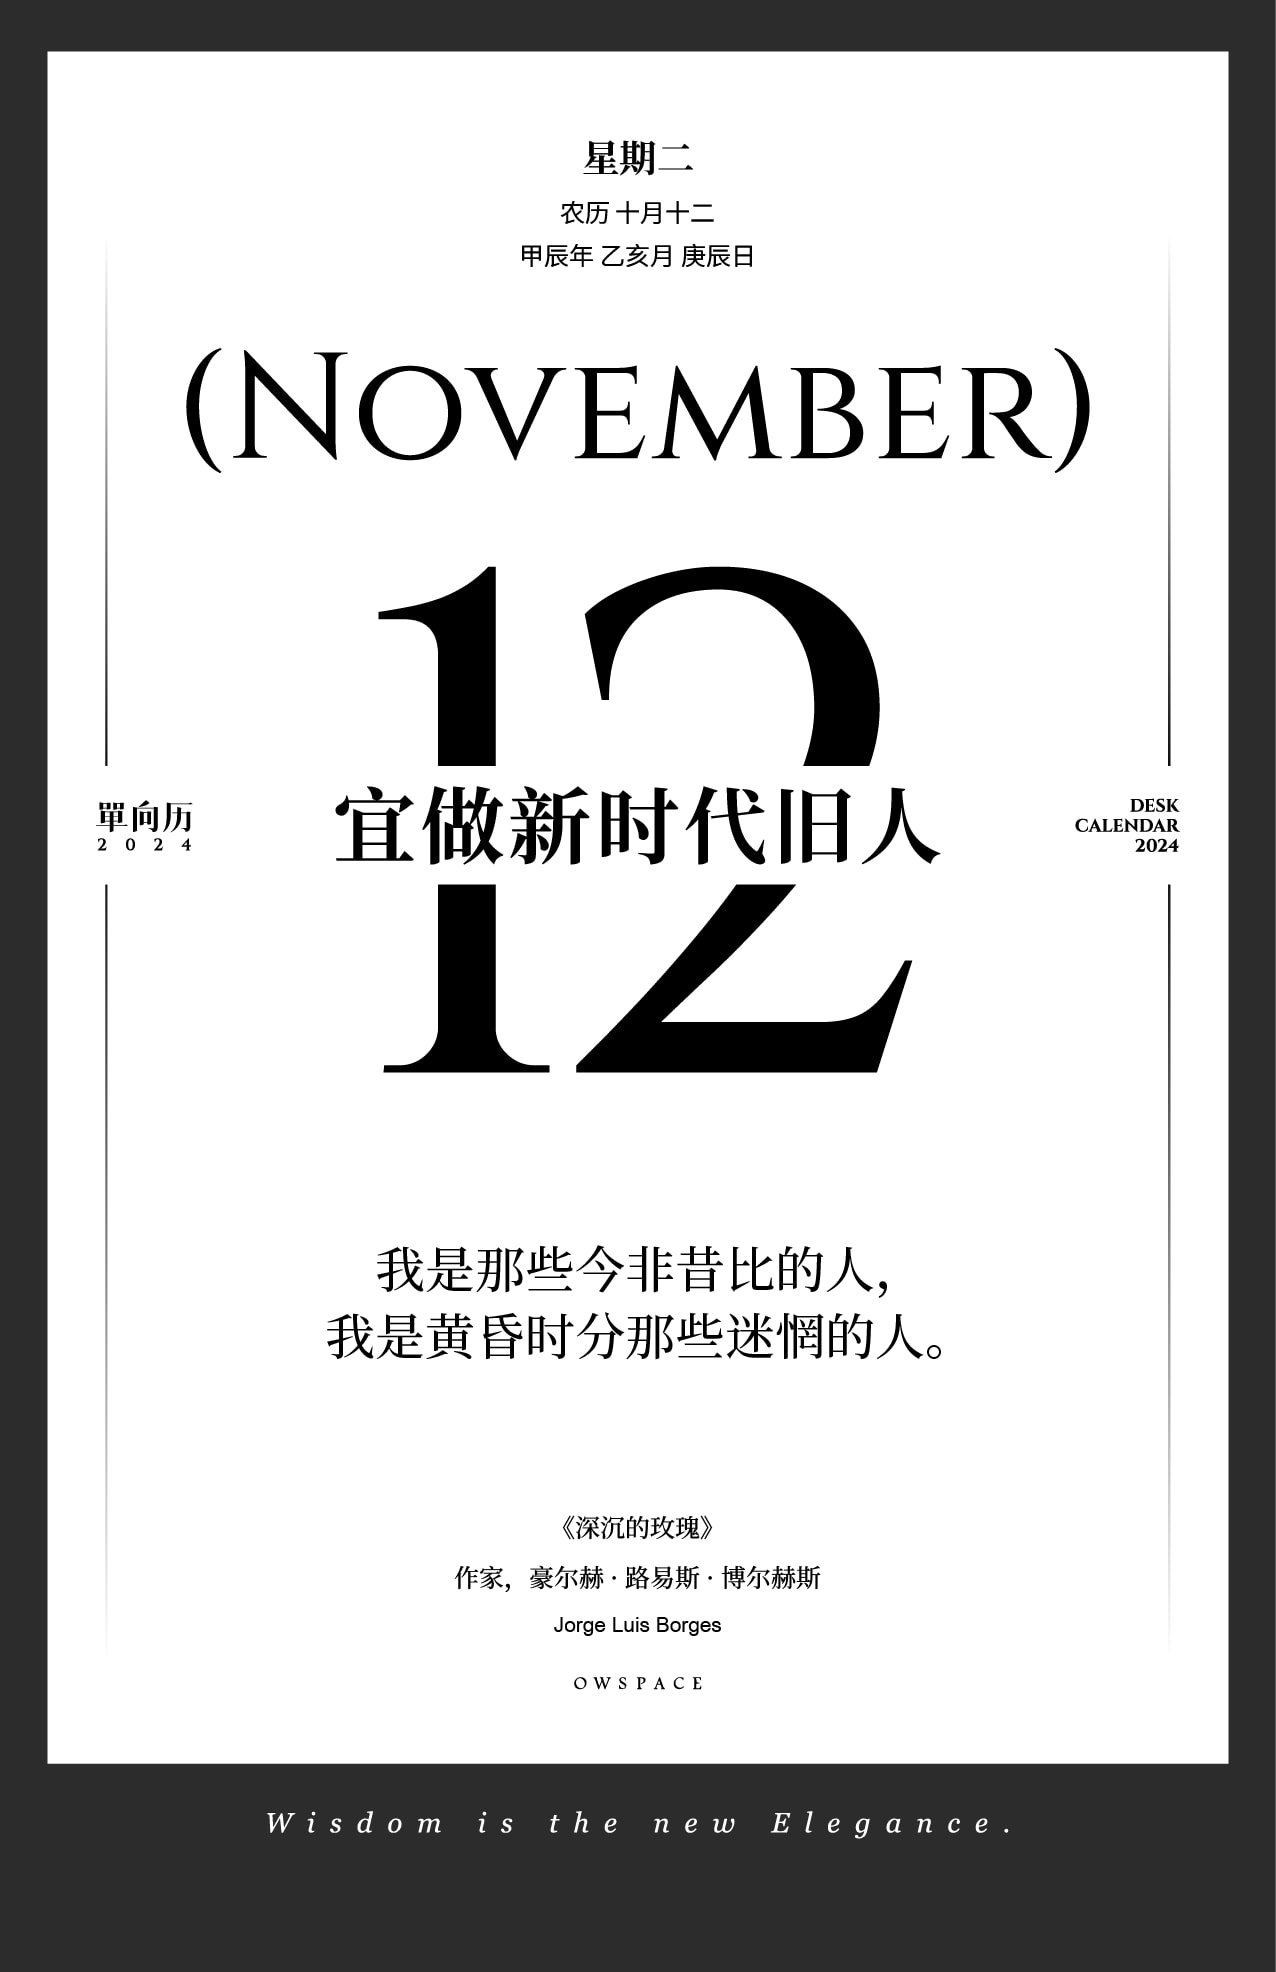 星期二
农历 十月十二
甲辰年 乙亥月 庚辰日
(NOVEMBER)
12
單向历
2024
宜做新时代旧人
DESK
CALENDAR
2024
我是那些今非昔比的人，
我是黄昏时分那些迷惘的人。
《深沉的玫瑰》
作家，豪尔赫·路易斯·博尔赫斯
Jorge Luis Borges
OWSPACE
Wisdom is the new Elegance.